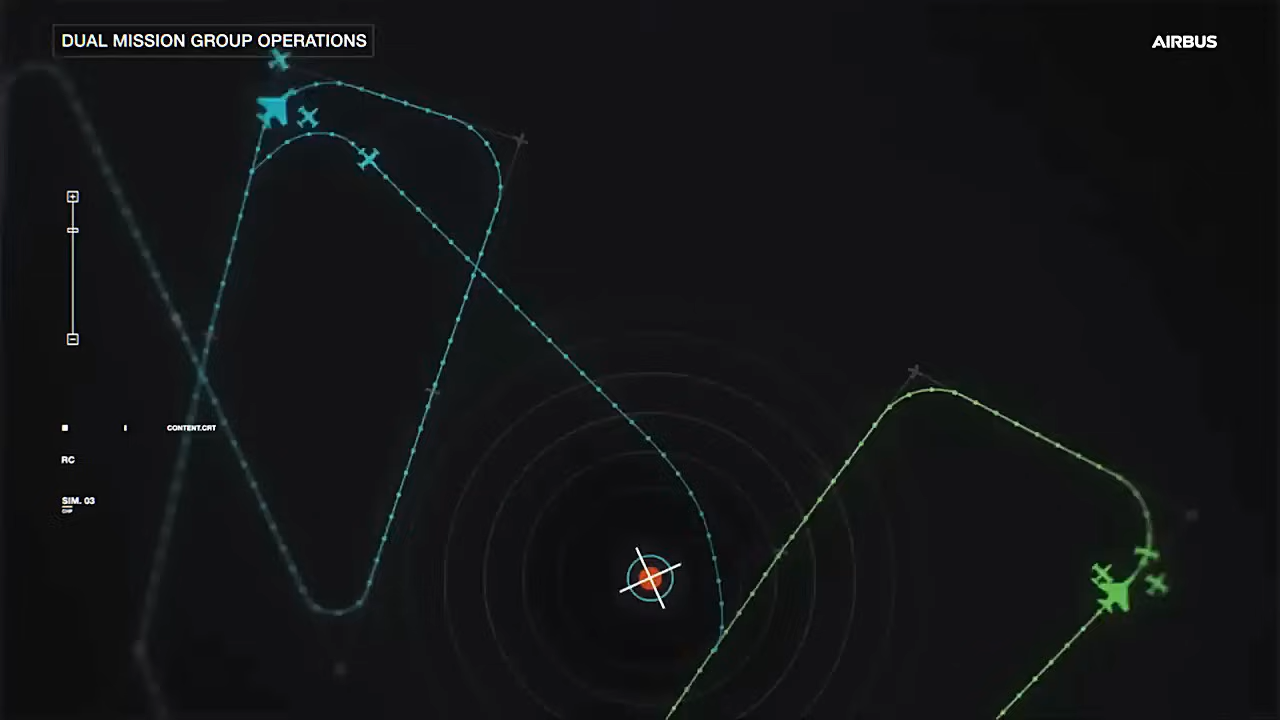 DUAL MISSION GROUP OPERATIONS
AIRBUS
CONTENT.CRT
RC
SIM. 03